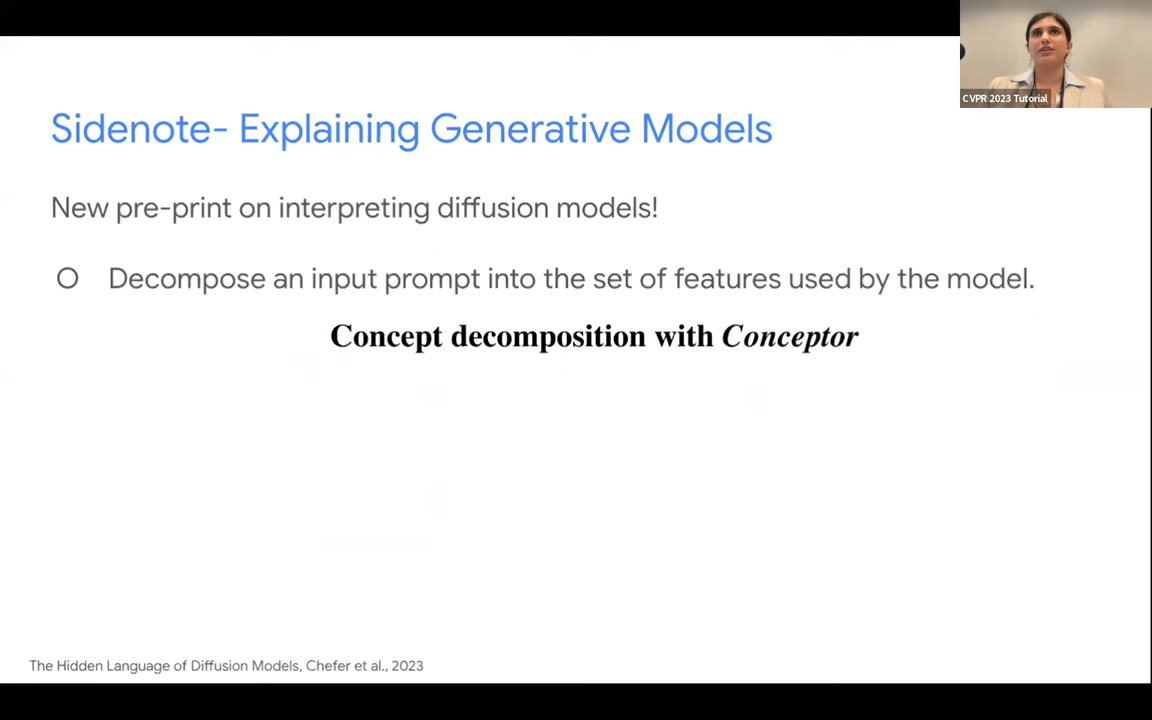 CVPR 2023 Tutorial
Sidenote- Explaining Generative Models
New pre-print on interpreting diffusion models!
O Decompose an input prompt into the set of features used by the model.
Concept decomposition with Conceptor
The Hidden Language of Diffusion Models, Chefer et al., 2023